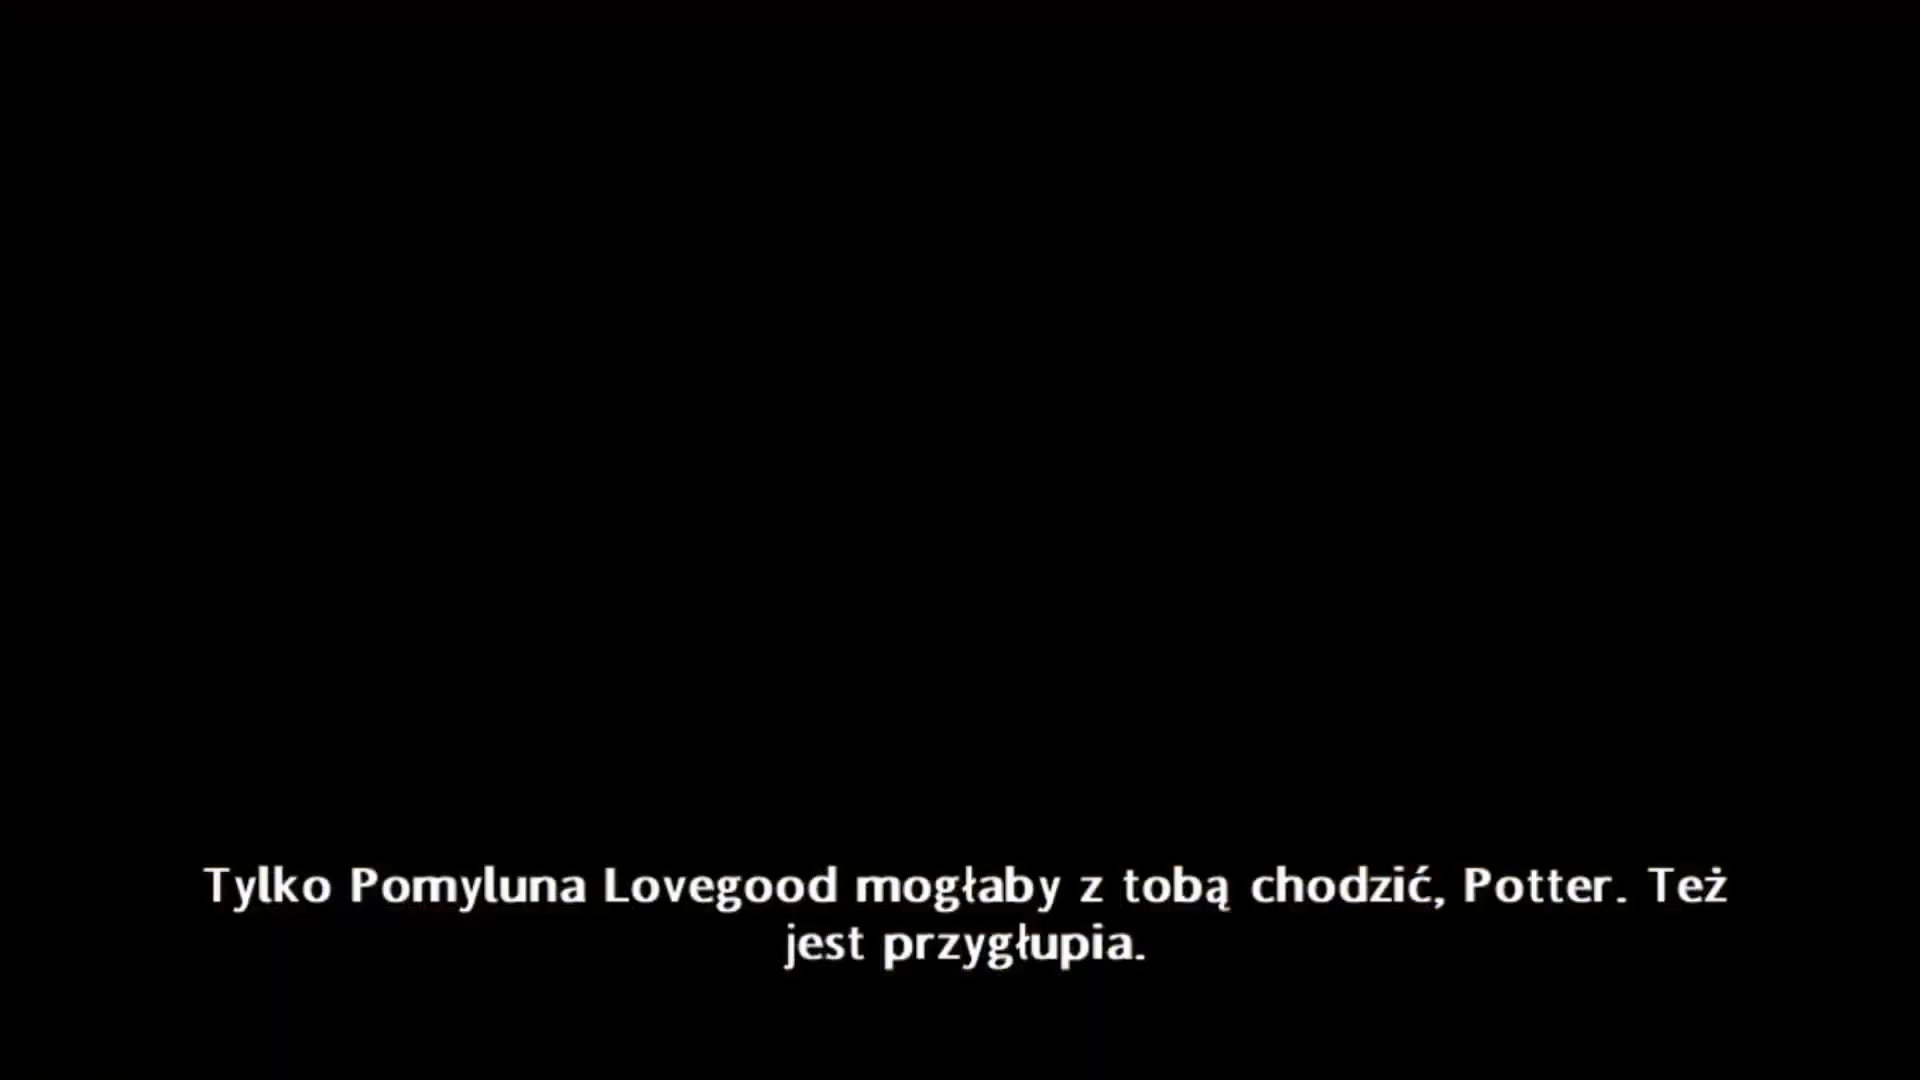 Tylko Pomyluna Lovegood mogłaby z tobą chodzić, Potter. Też
jest przygłupia.